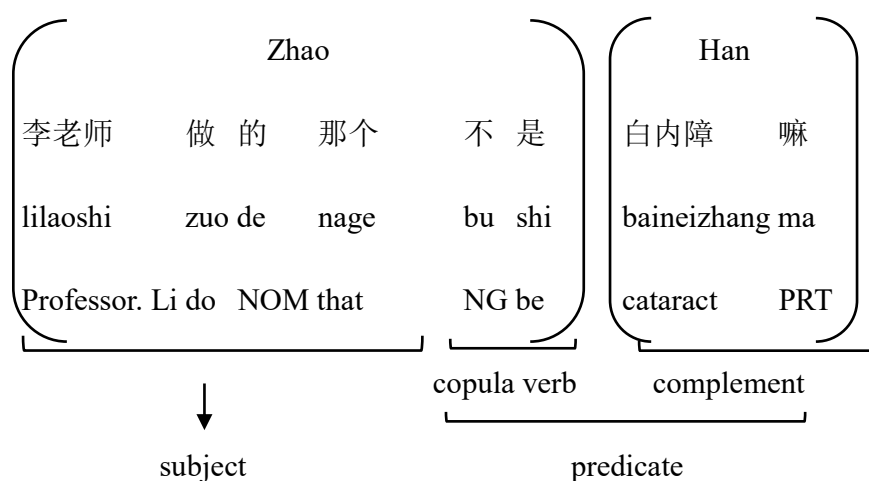 Zhao Han
李老师 做 的 那个 不 是 白内障 嘛
lilaoshi zuo de nage bu shi baineizhang ma
Professor. Li do NOM that NG be cataract PRT
copula verb complement
subject predicate